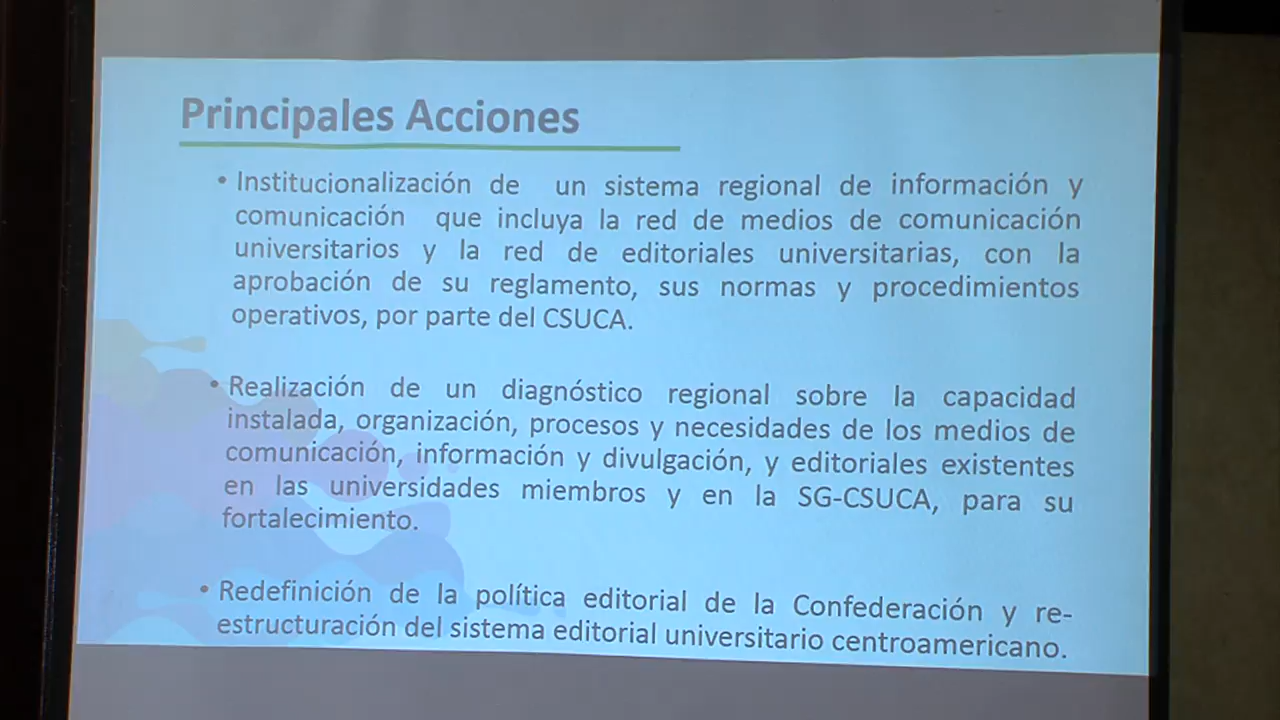 Principales Acciones
• Institucionalización de un sistema regional de información y
comunicación que incluya la red de medios de comunicación
universitarios y la red de editoriales universitarias, con la
aprobación de su reglamento, sus normas y procedimientos
operativos, por parte del CSUCA.
• Realización de un diagnóstico regional sobre la capacidad
instalada, organización, procesos y necesidades de los medios de
comunicación, información y divulgación, y editoriales existentes
en las universidades miembros y en la SG-CSUCA, para su
fortalecimiento.
• Redefinición de la política editorial de la Confederación y re-
estructuración del sistema editorial universitario centroamericano.